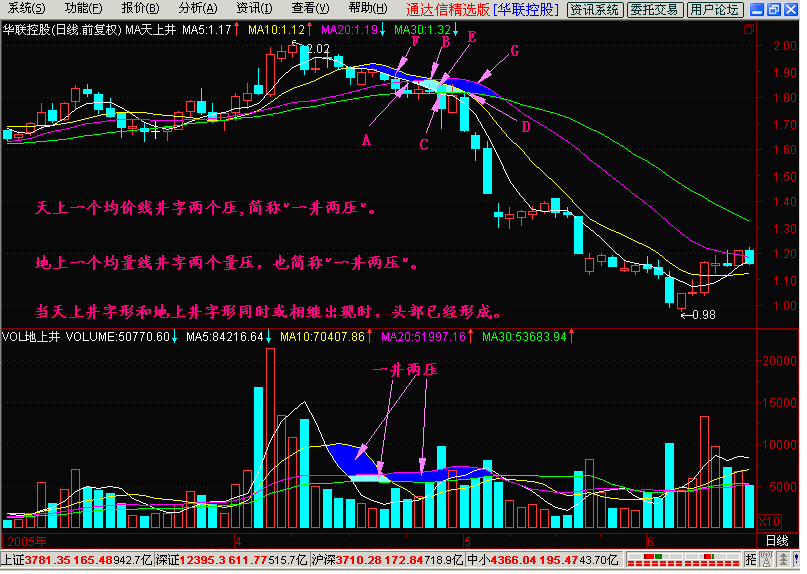 系统(S) 功能(F) 报价(B) 分析(A) 资讯(I) 查看(V) 帮助(H) 通达信精选版[华联控股] 资讯系统 委托交易 用户论坛
华联控股(日线.前复权) MA天上井 MA5:1.17↑ MA10:1.12↑ MA20:1.19↓ MA30:1.32↓
F B E G
2.02
2.00
1.90
1.80
A C D
1.70
1.60
1.50
1.40
天上一个均价线井字两个压,简称"一井两压"。
1.30
1.20
地上一个均量线井字两个量压，也简称"一井两压"。
1.10
1.00
当天上井字形和地上井字形同时或相继出现时，头部已经形成。
←0.98
VOL地上井 VOLUME:50770.60↓ MA5:84216.64↓ MA10:70407.86↑ MA20:51997.16↑ MA30:53683.94↑
20000
一井两压
15000
10000
5000
X10
2005年 4 5 6 日线
上证3781.35 165.48 942.7亿 深证12395.3 611.77 515.7亿 沪深3710.28 172.84 718.9亿 中小4366.04 195.47 43.70亿 招